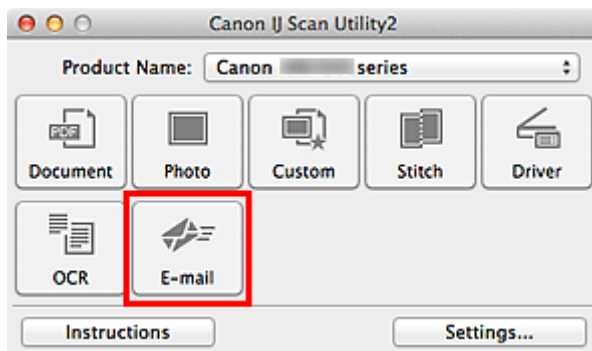 Canon IJ Scan Utility2
Product Name: Canon series
PDF
Document Photo Custom Stitch Driver
OCR E-mail
Instructions Settings...